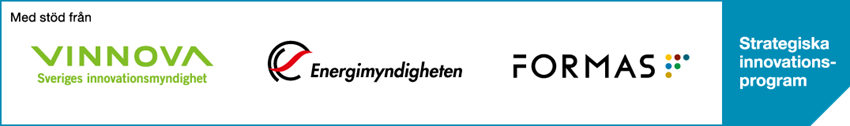 Med stöd från
VINNOVA
Sveriges innovationsmyndighet
Energimyndigheten
FORMAS
Strategiska
innovations-
program